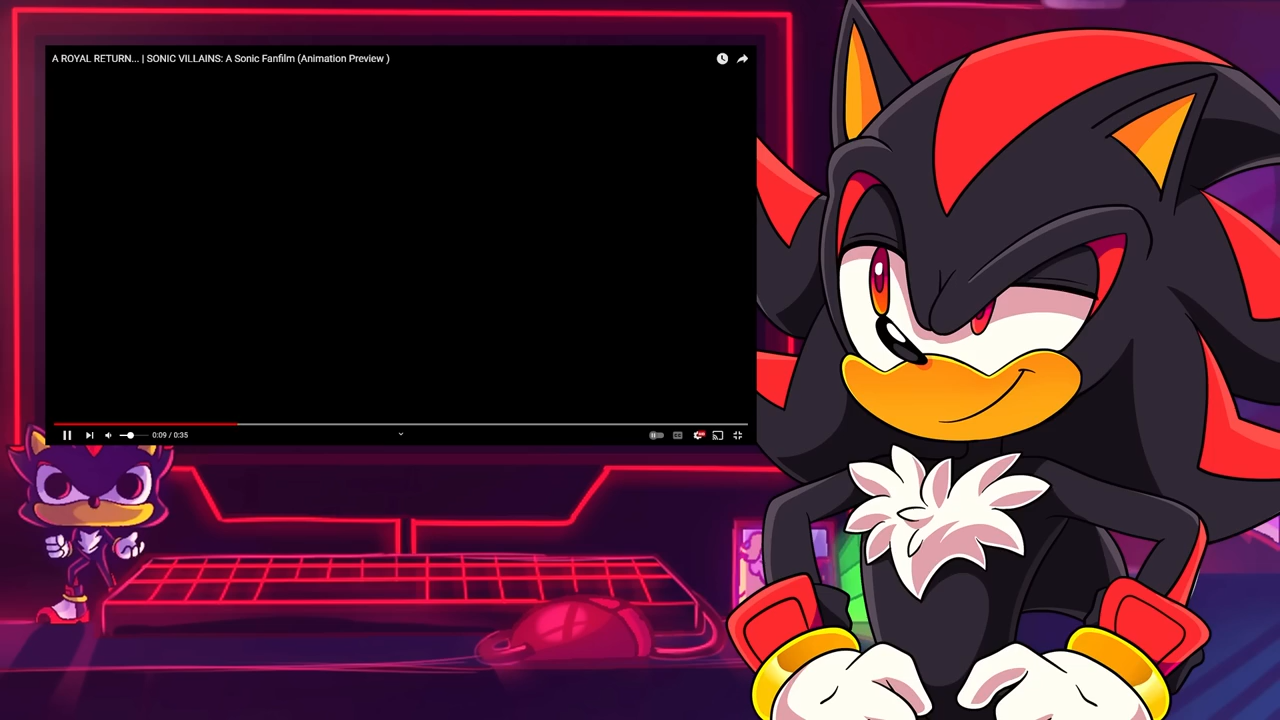 A ROYAL RETURN... | SONIC VILLAINS: A Sonic Fanfilm (Animation Preview )
0:09 / 0:35